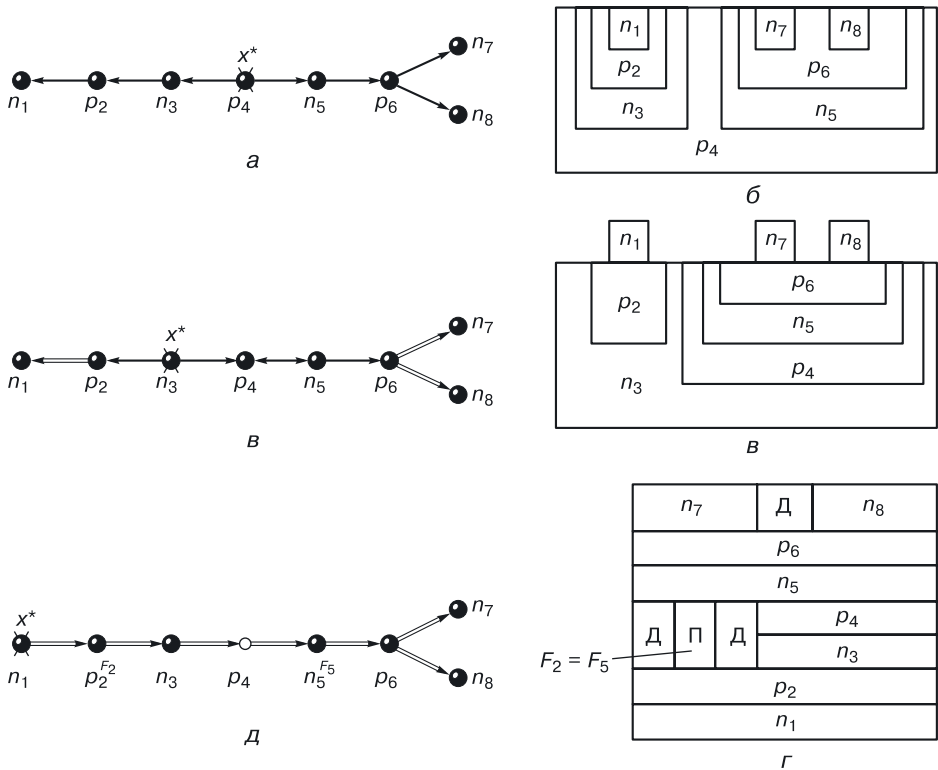 x*
n₁ p₂ n₃ p₄ n₅ p₆ n₇
n₈
а
n₁ n₇ n₈
p₂ p₆
n₃ n₅
p₄
б
x*
n₁ p₂ n₃ p₄ n₅ p₆ n₇
n₈
в
n₁ n₇ n₈
p₂ p₆
n₅
n₃ p₄
в
x*
n₁ p₂ F₂ n₃ p₄ n₅ F₅ p₆ n₇
n₈
д
n₇ Д n₈
p₆
n₅
Д П Д p₄
n₃
F₂ = F₅
p₂
n₁
г